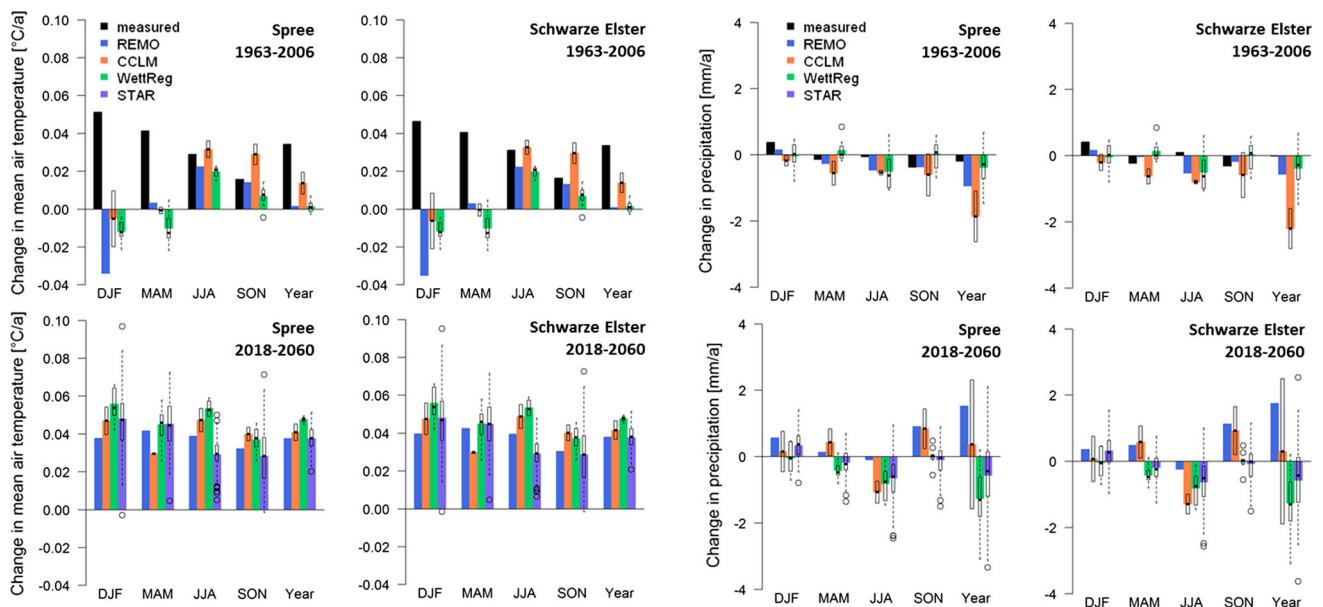 Change in mean air temperature [°C/a]
0.10
0.08
0.06
0.04
0.02
0.00
-0.02
-0.04
measured
REMO
CCLM
WettReg
STAR
Spree
1963-2006
DJF MAM JJA SON Year
0.10
0.08
0.06
0.04
0.02
0.00
-0.02
-0.04
Schwarze Elster
1963-2006
DJF MAM JJA SON Year
Change in precipitation [mm/a]
4
2
0
-2
-4
measured
REMO
CCLM
WettReg
STAR
Spree
1963-2006
DJF MAM JJA SON Year
4
2
0
-2
-4
Schwarze Elster
1963-2006
DJF MAM JJA SON Year
Change in mean air temperature [°C/a]
0.10
0.08
0.06
0.04
0.02
0.00
-0.02
-0.04
Spree
2018-2060
DJF MAM JJA SON Year
0.10
0.08
0.06
0.04
0.02
0.00
-0.02
-0.04
Schwarze Elster
2018-2060
DJF MAM JJA SON Year
Change in precipitation [mm/a]
4
2
0
-2
-4
Spree
2018-2060
DJF MAM JJA SON Year
4
2
0
-2
-4
Schwarze Elster
2018-2060
DJF MAM JJA SON Year